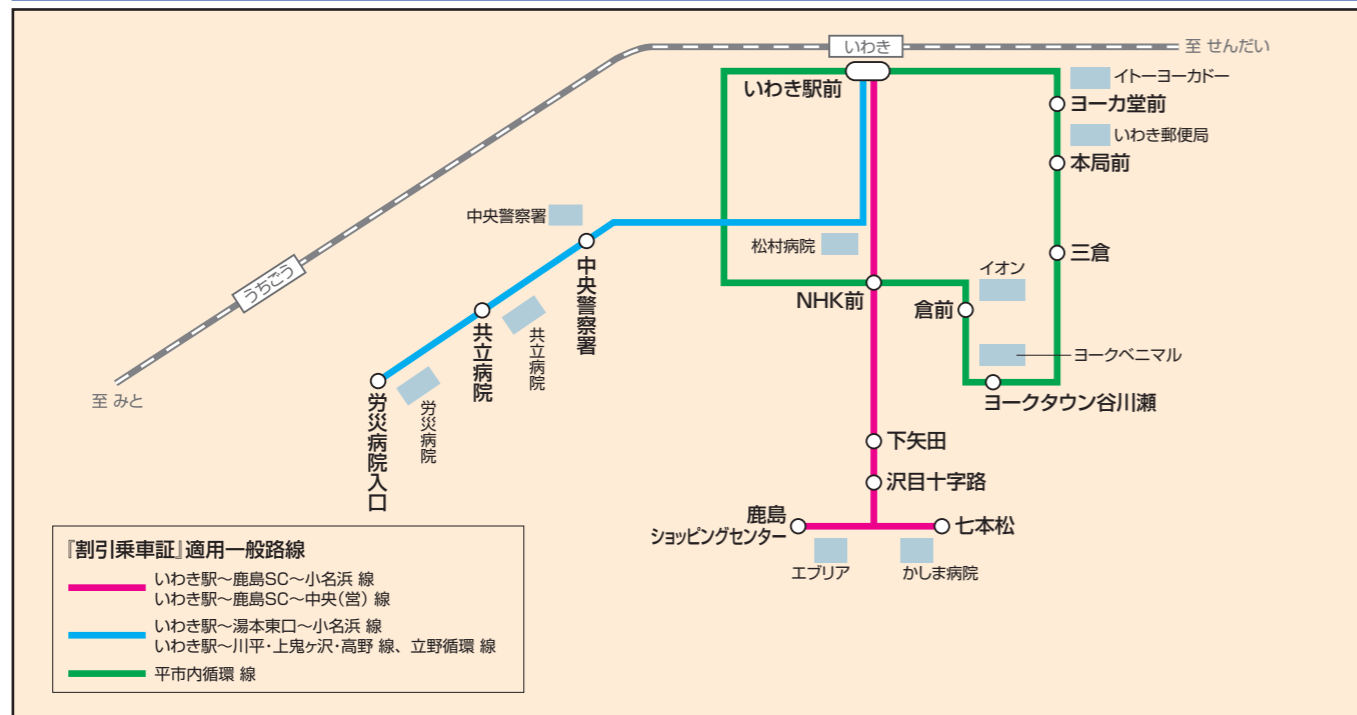 いわき
至 せんだい
いわき駅前
イトーヨーカドー
ヨーカ堂前
いわき郵便局
本局前
中央警察署
松村病院
三倉
うちごう
中央警察署
イオン
NHK前
倉前
共立病院
共立病院
ヨークベニマル
至 みと
労災病院入口
労災病院
ヨークタウン谷川瀬
下矢田
沢目十字路
鹿島
ショッピングセンター
七本松
エブリア
かしま病院
『割引乗車証』適用一般路線
いわき駅～鹿島SC～小名浜 線
いわき駅～鹿島SC～中央(営) 線
いわき駅～湯本東口～小名浜 線
いわき駅～川平・上鬼ヶ沢・高野 線、立野循環 線
平市内循環 線